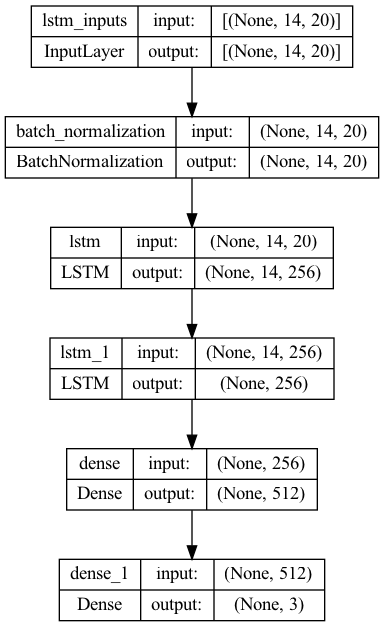 lstm_inputs input: [(None, 14, 20)]
InputLayer output: [(None, 14, 20)]
batch_normalization input: (None, 14, 20)
BatchNormalization output: (None, 14, 20)
lstm input: (None, 14, 20)
LSTM output: (None, 14, 256)
lstm_1 input: (None, 14, 256)
LSTM output: (None, 256)
dense input: (None, 256)
Dense output: (None, 512)
dense_1 input: (None, 512)
Dense output: (None, 3)